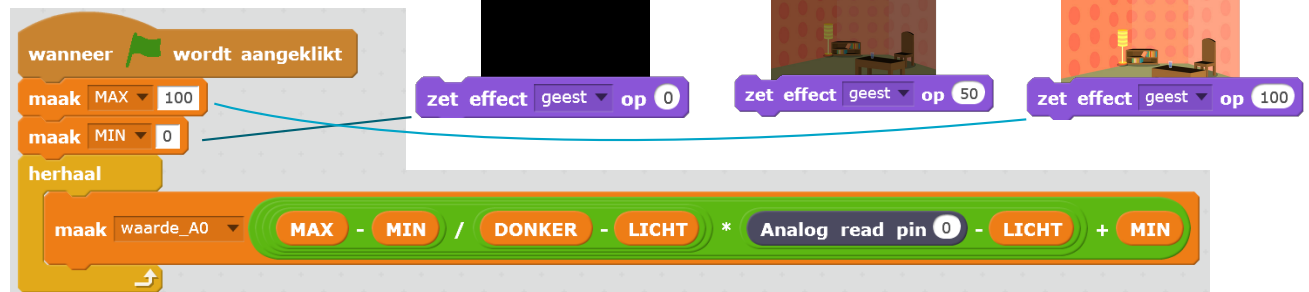 wanneer wordt aangeklikt
maak MAX 100
maak MIN 0
herhaal
maak waarde_A0 MAX - MIN / DONKER - LICHT * Analog read pin 0 - LICHT + MIN
zet effect geest op 0
zet effect geest op 50
zet effect geest op 100